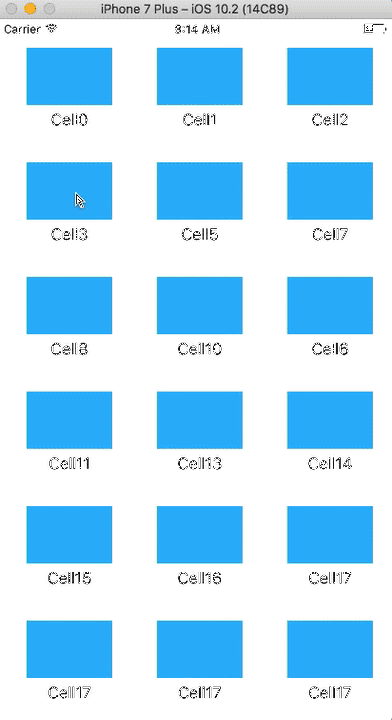 iPhone 7 Plus – iOS 10.2 (14C89)
Carrier 9:14 AM
Cell0 Cell1 Cell2
Cell3 Cell5 Cell7
Cell8 Cell10 Cell6
Cell11 Cell13 Cell14
Cell15 Cell16 Cell17
Cell17 Cell17 Cell17